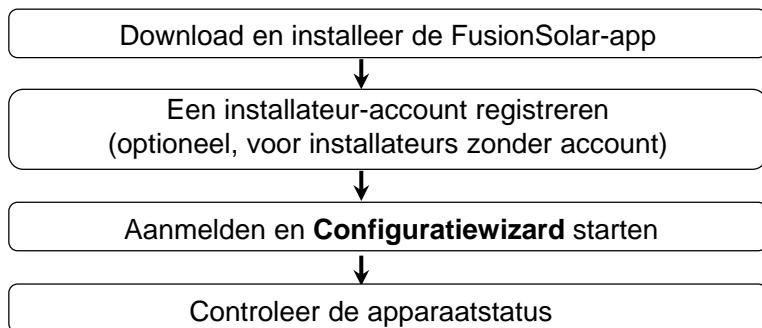 Download en installeer de FusionSolar-app
Een installateur-account registreren
(optioneel, voor installateurs zonder account)
Aanmelden en Configuratiewizard starten
Controleer de apparaatstatus